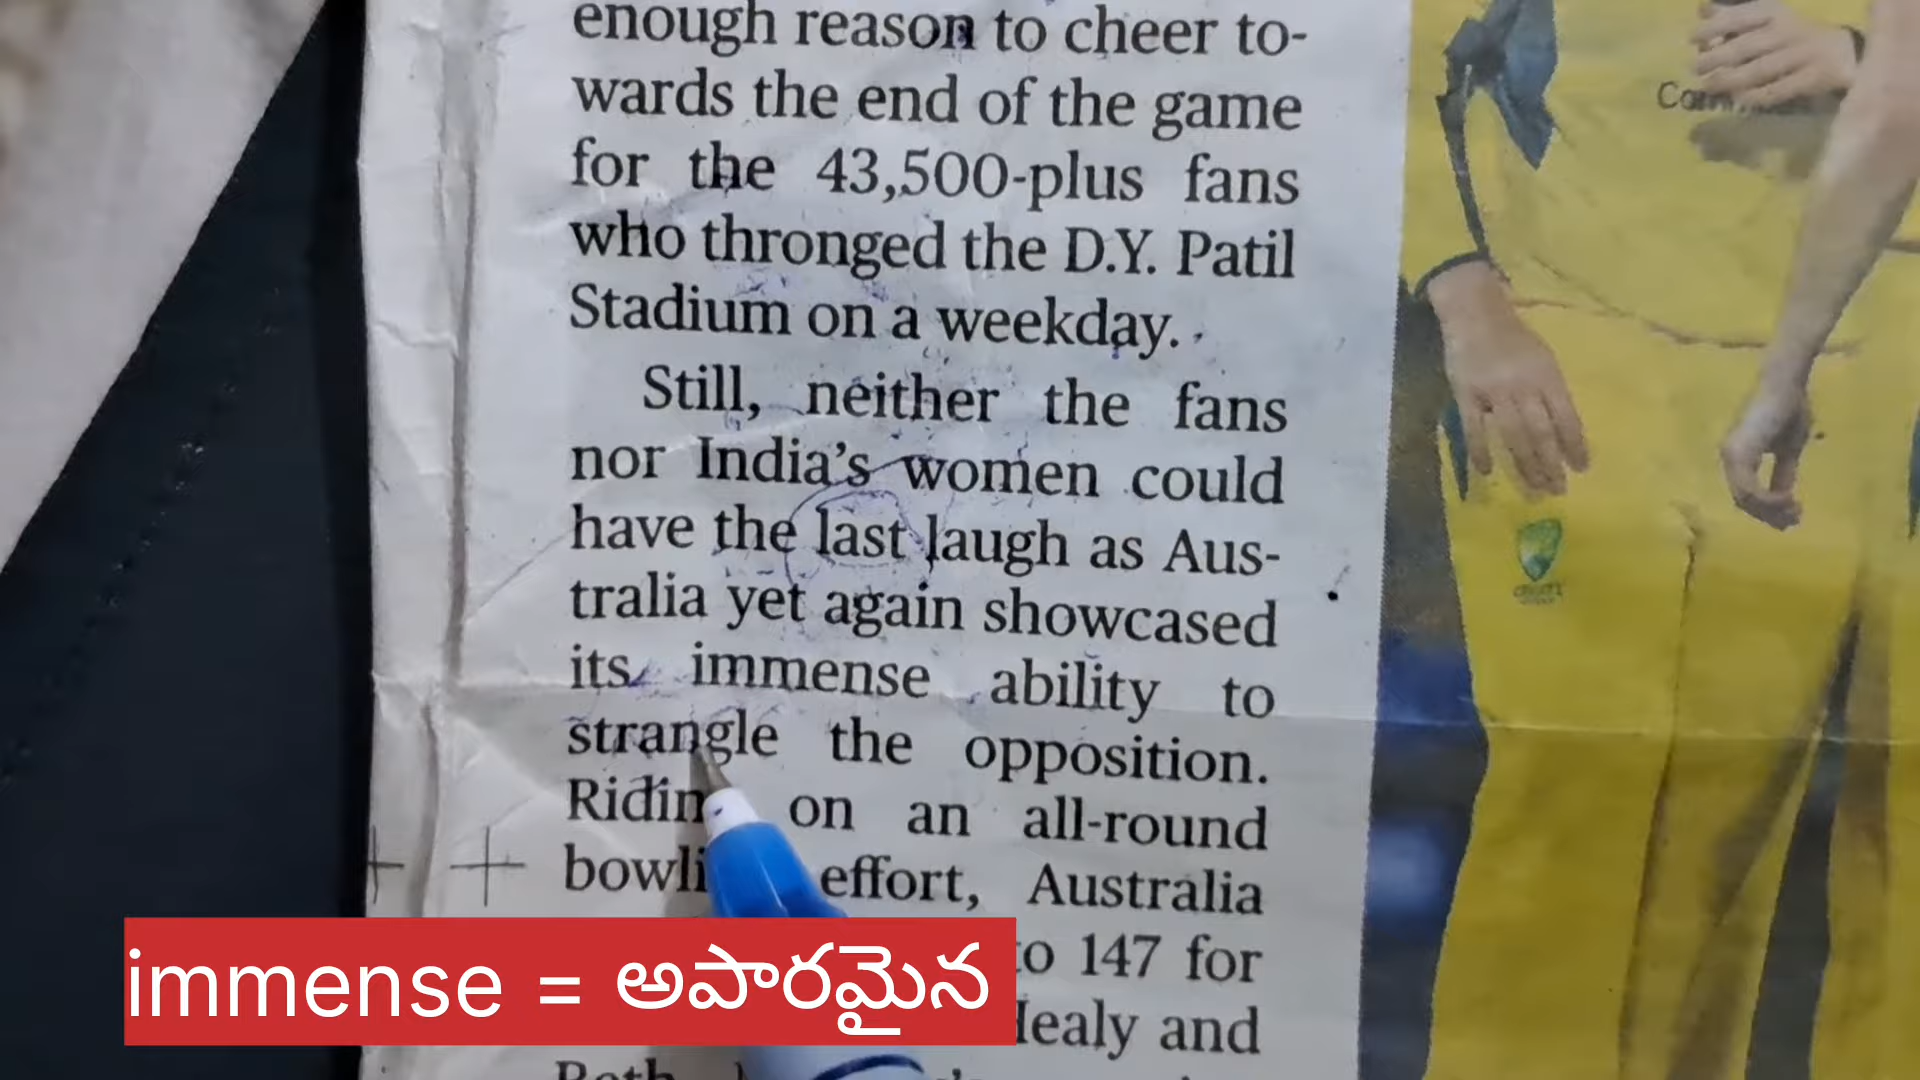 enough reason to cheer to-
wards the end of the game
for the 43,500-plus fans
who thronged the D.Y. Patil
Stadium on a weekday.
Still, neither the fans
nor India's women could
have the last laugh as Aus-
tralia yet again showcased
its immense ability to
strangle the opposition.
on an all-round
effort, Australia
to 147 for
Healy and
immense = అపారమైన